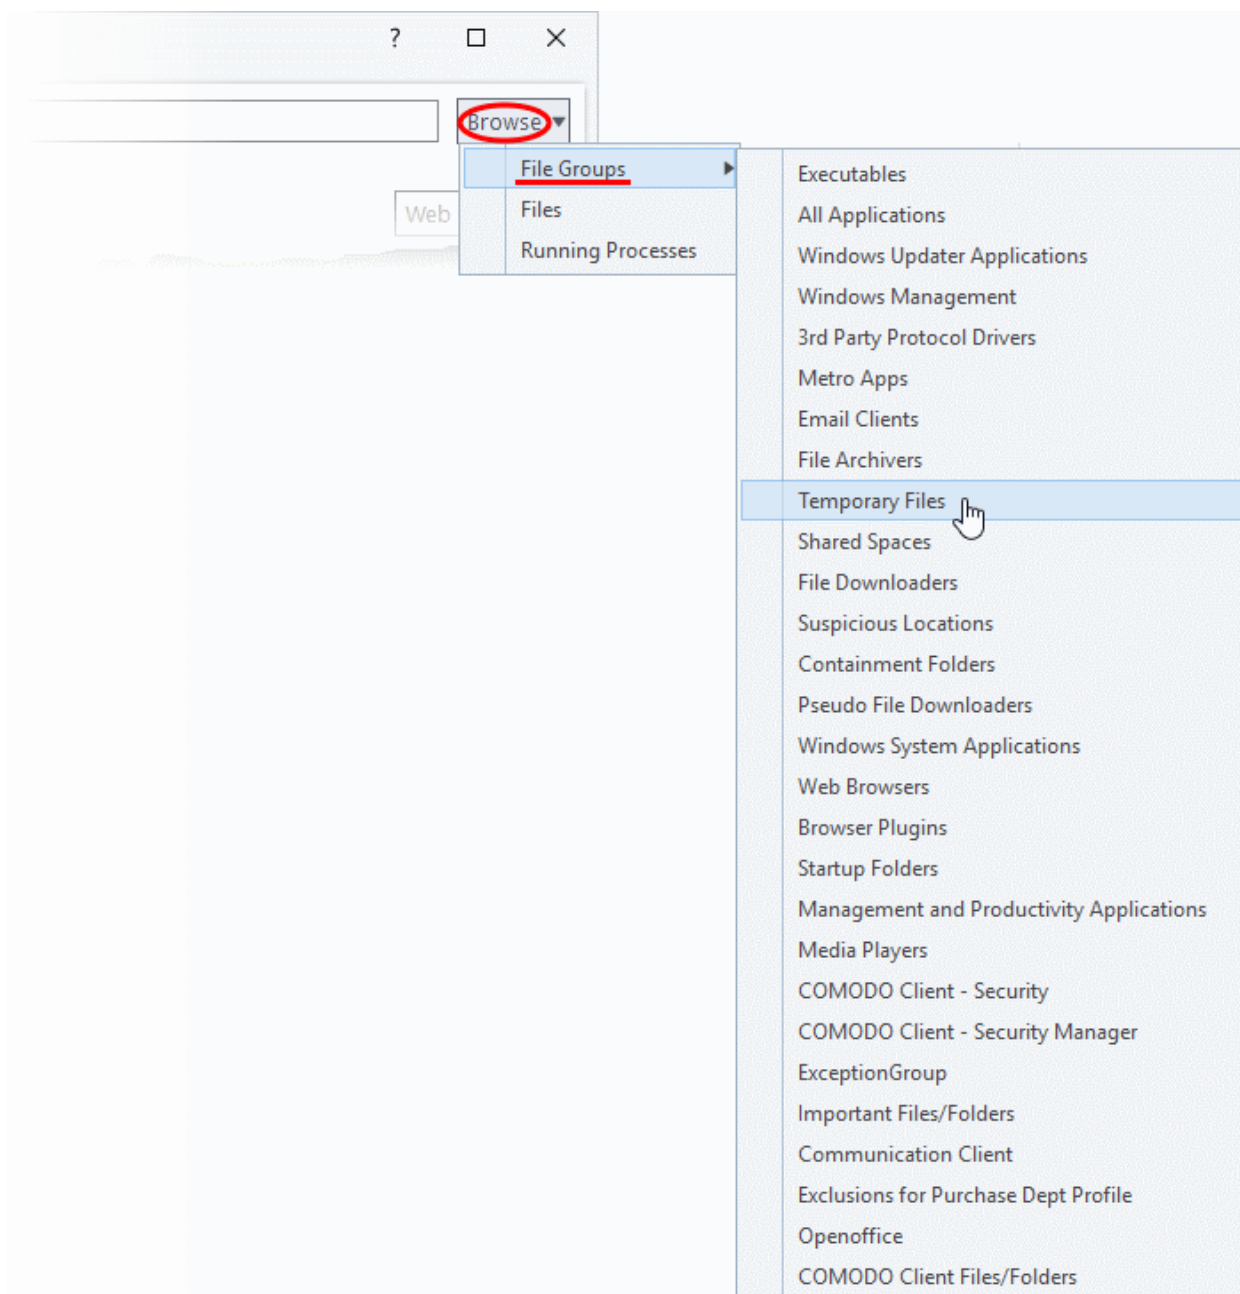 ?
Browse
File Groups
Files
Running Processes
Web
Executables
All Applications
Windows Updater Applications
Windows Management
3rd Party Protocol Drivers
Metro Apps
Email Clients
File Archivers
Temporary Files
Shared Spaces
File Downloaders
Suspicious Locations
Containment Folders
Pseudo File Downloaders
Windows System Applications
Web Browsers
Browser Plugins
Startup Folders
Management and Productivity Applications
Media Players
COMODO Client - Security
COMODO Client - Security Manager
ExceptionGroup
Important Files/Folders
Communication Client
Exclusions for Purchase Dept Profile
Openoffice
COMODO Client Files/Folders